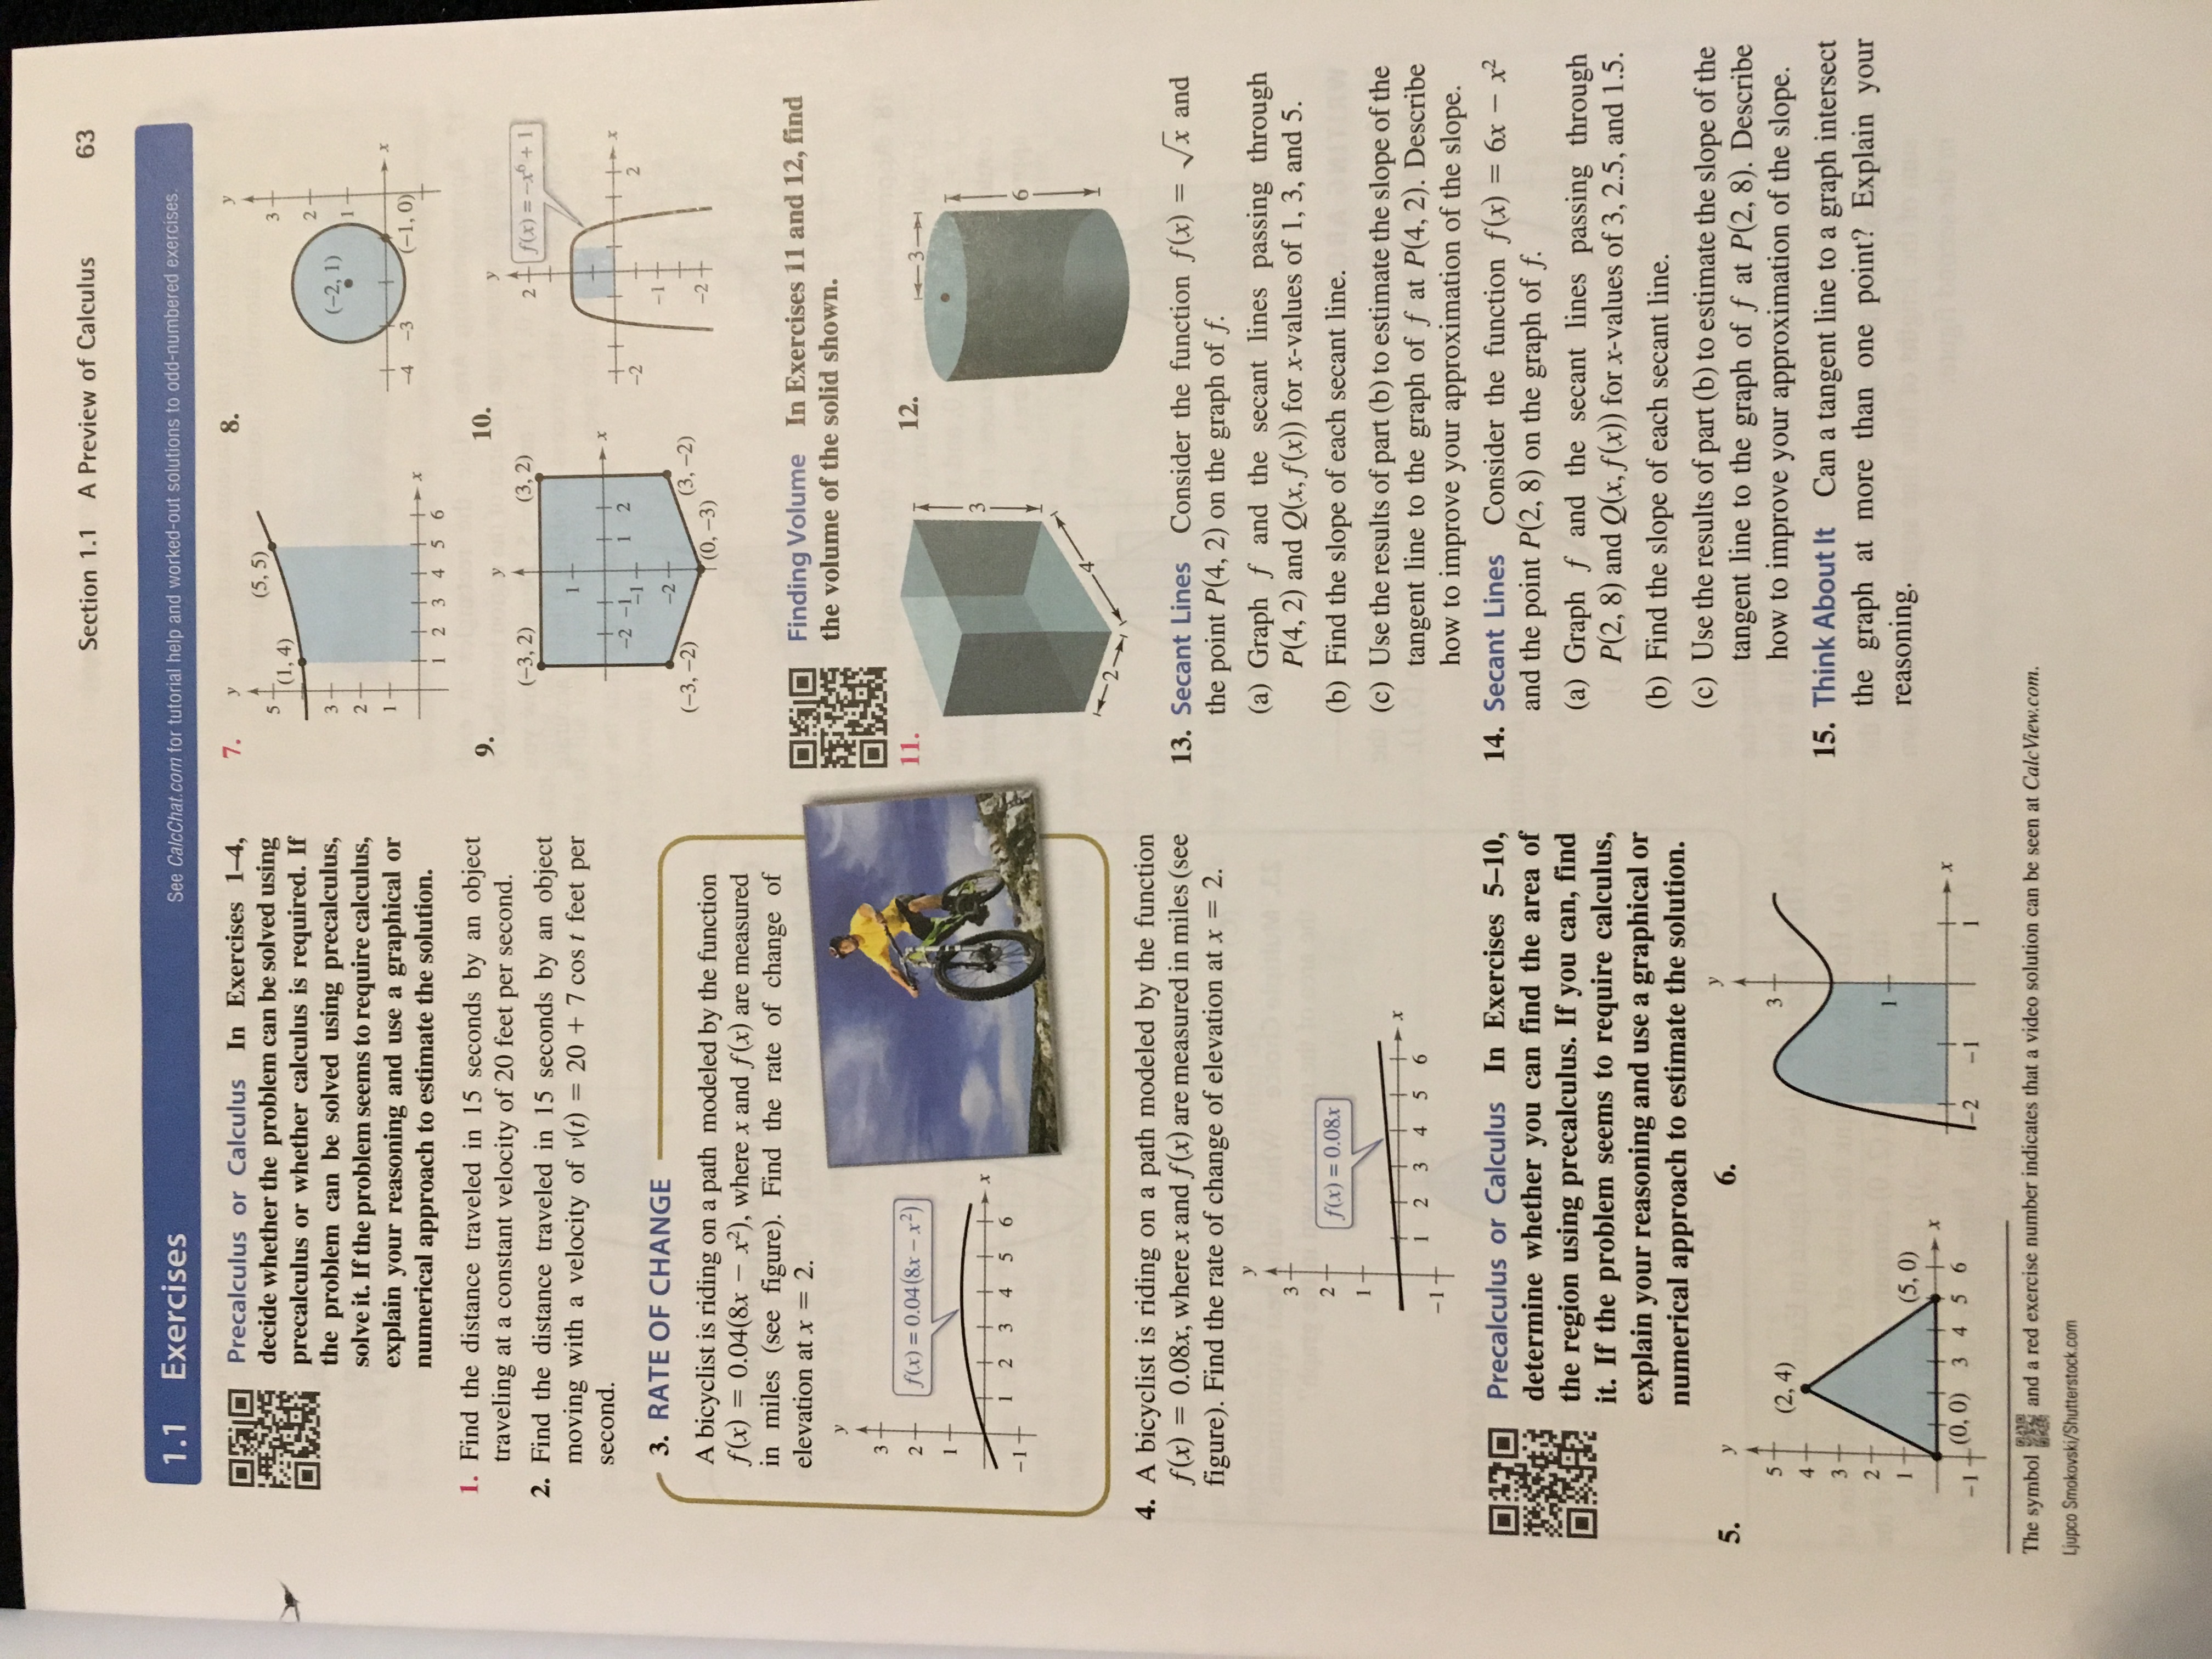 Section 1.1 A Preview of Calculus 63
1.1 Exercises
See CalcChat.com for tutorial help and worked-out solutions to odd-numbered exercises.
Precalculus or Calculus In Exercises 1–4,
decide whether the problem can be solved using
precalculus or whether calculus is required. If
the problem can be solved using precalculus,
solve it. If the problem seems to require calculus,
explain your reasoning and use a graphical or
numerical approach to estimate the solution.
1. Find the distance traveled in 15 seconds by an object
traveling at a constant velocity of 20 feet per second.
2. Find the distance traveled in 15 seconds by an object
moving with a velocity of v(t) = 20 + 7 cos t feet per
second.
3. RATE OF CHANGE
A bicyclist is riding on a path modeled by the function
f(x) = 0.04(8x − x²), where x and f(x) are measured
in miles (see figure). Find the rate of change of
elevation at x = 2.
y
3
2
f(x) = 0.04(8x − x²)
1
x
1 2 3 4 5 6
−1
4. A bicyclist is riding on a path modeled by the function
f(x) = 0.08x, where x and f(x) are measured in miles (see
figure). Find the rate of change of elevation at x = 2.
y
3
2
f(x) = 0.08x
1
x
1 2 3 4 5 6
−1
Precalculus or Calculus In Exercises 5–10,
determine whether you can find the area of
the region using precalculus. If you can, find
it. If the problem seems to require calculus,
explain your reasoning and use a graphical or
numerical approach to estimate the solution.
5.
y
5
(2, 4)
4
3
2
1
(5, 0)
x
−1
(0, 0) 3 4 5 6
6.
y
3
1
x
−2 −1 1
7.
y
(5, 5)
5
(1, 4)
3
2
1
x
1 2 3 4 5 6
8.
y
3
2
(−2, 1)
1
x
−4 −3 (−1, 0)
9.
y
(−3, 2) (3, 2)
1
x
−2 −1 1 2
−1
−2
(−3, −2) (3, −2)
(0, −3)
10.
y
2
f(x) = −x⁶ + 1
x
−2 2
−1
−2
Finding Volume In Exercises 11 and 12, find
the volume of the solid shown.
11.
3
4
2
12.
3
6
13. Secant Lines Consider the function f(x) = √x and
the point P(4, 2) on the graph of f.
(a) Graph f and the secant lines passing through
P(4, 2) and Q(x, f(x)) for x-values of 1, 3, and 5.
(b) Find the slope of each secant line.
(c) Use the results of part (b) to estimate the slope of the
tangent line to the graph of f at P(4, 2). Describe
how to improve your approximation of the slope.
14. Secant Lines Consider the function f(x) = 6x − x²
and the point P(2, 8) on the graph of f.
(a) Graph f and the secant lines passing through
P(2, 8) and Q(x, f(x)) for x-values of 3, 2.5, and 1.5.
(b) Find the slope of each secant line.
(c) Use the results of part (b) to estimate the slope of the
tangent line to the graph of f at P(2, 8). Describe
how to improve your approximation of the slope.
15. Think About It Can a tangent line to a graph intersect
the graph at more than one point? Explain your
reasoning.
The symbol and a red exercise number indicates that a video solution can be seen at CalcView.com.
Ljupco Smokovski/Shutterstock.com